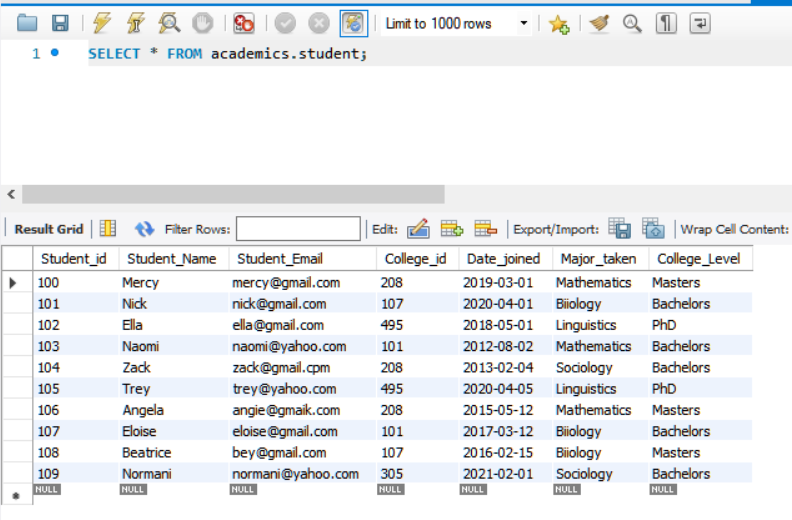 Limit to 1000 rows
1 SELECT * FROM academics.student;
Result Grid Filter Rows: Edit: Export/Import: Wrap Cell Content:
Student_id Student_Name Student_Email College_id Date_joined Major_taken College_Level
100 Mercy mercy@gmail.com 208 2019-03-01 Mathematics Masters
101 Nick nick@gmail.com 107 2020-04-01 Biiology Bachelors
102 Ella ella@gmail.com 495 2018-05-01 Linguistics PhD
103 Naomi naomi@yahoo.com 101 2012-08-02 Mathematics Bachelors
104 Zack zack@gmail.cpm 208 2013-02-04 Sociology Bachelors
105 Trey trey@yahoo.com 495 2020-04-05 Linguistics PhD
106 Angela angie@gmaik.com 208 2015-05-12 Mathematics Masters
107 Eloise eloise@gmail.com 101 2017-03-12 Biiology Bachelors
108 Beatrice bey@gmail.com 107 2016-02-15 Biiology Masters
109 Normani normani@yahoo.com 305 2021-02-01 Sociology Bachelors
NULL NULL NULL NULL NULL NULL NULL